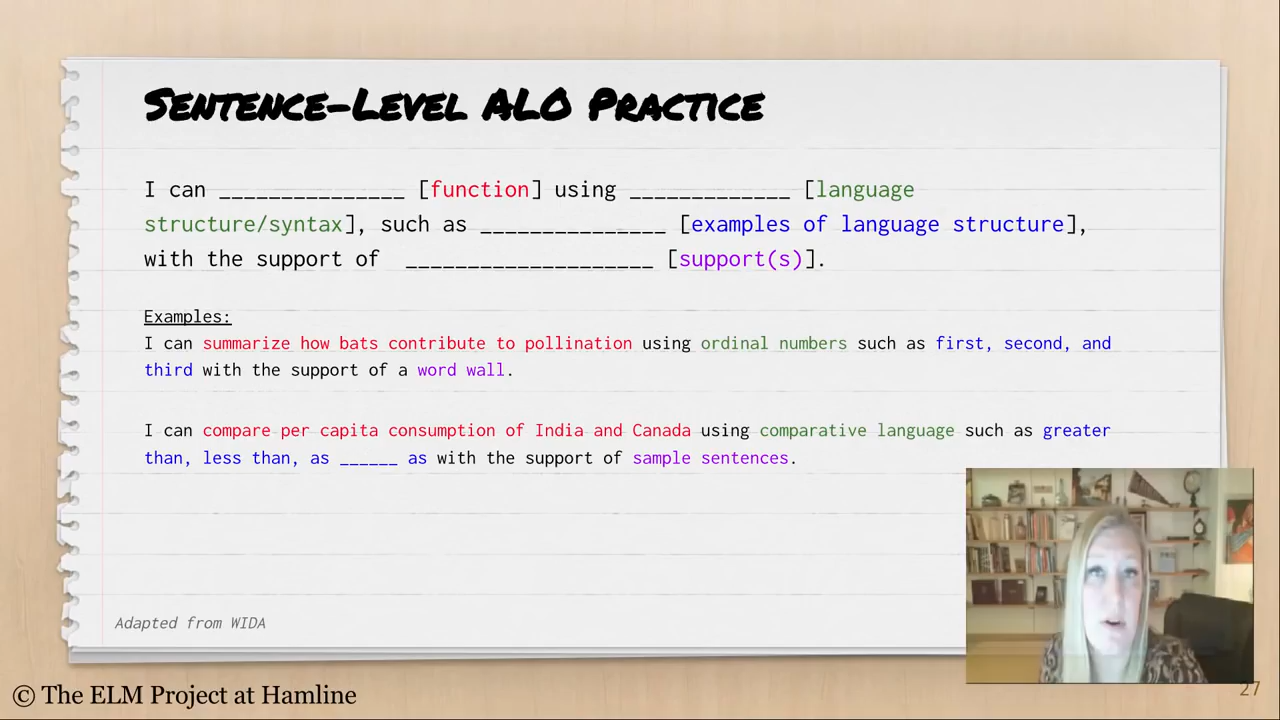 Sentence-Level ALO Practice
I can _______________ [function] using _____________ [language
structure/syntax], such as _______________ [examples of language structure],
with the support of ____________________ [support(s)].
Examples:
I can summarize how bats contribute to pollination using ordinal numbers such as first, second, and
third with the support of a word wall.
I can compare per capita consumption of India and Canada using comparative language such as greater
than, less than, as ______ as with the support of sample sentences.
Adapted from WIDA
© The ELM Project at Hamline
27